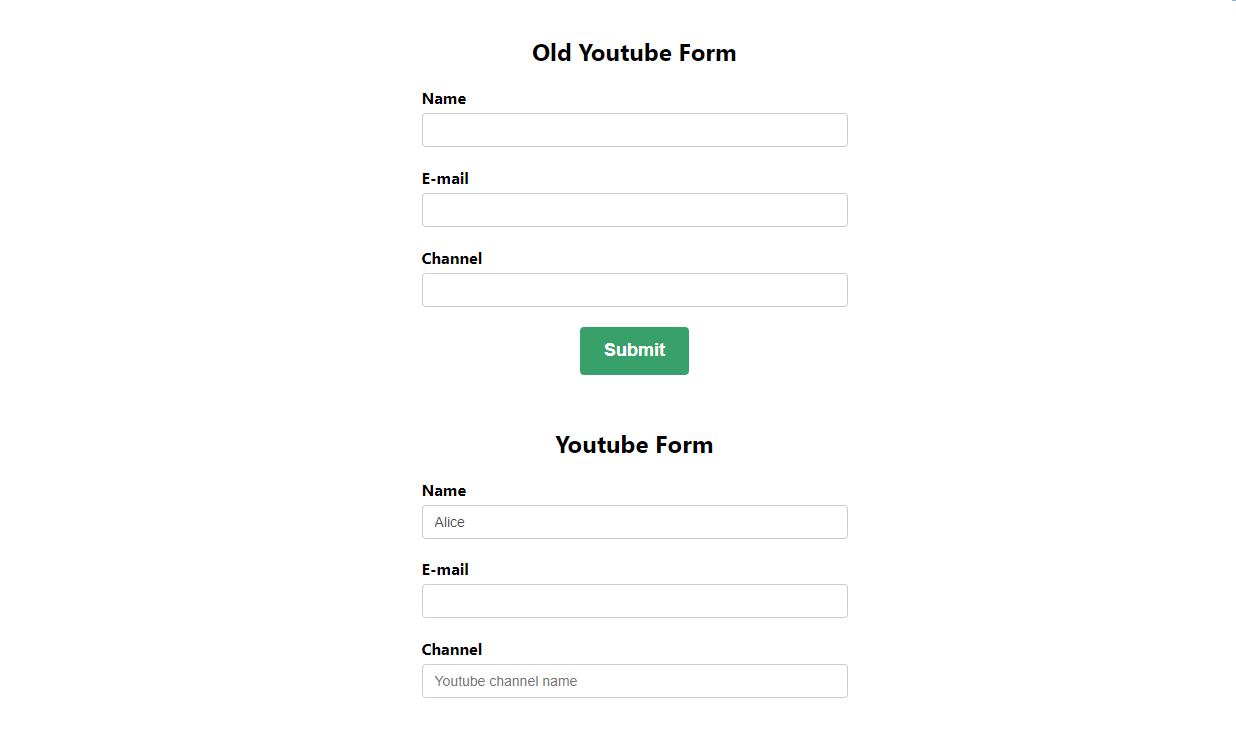 Old Youtube Form
Name
E-mail
Channel
Submit
Youtube Form
Name
Alice
E-mail
Channel
Youtube channel name